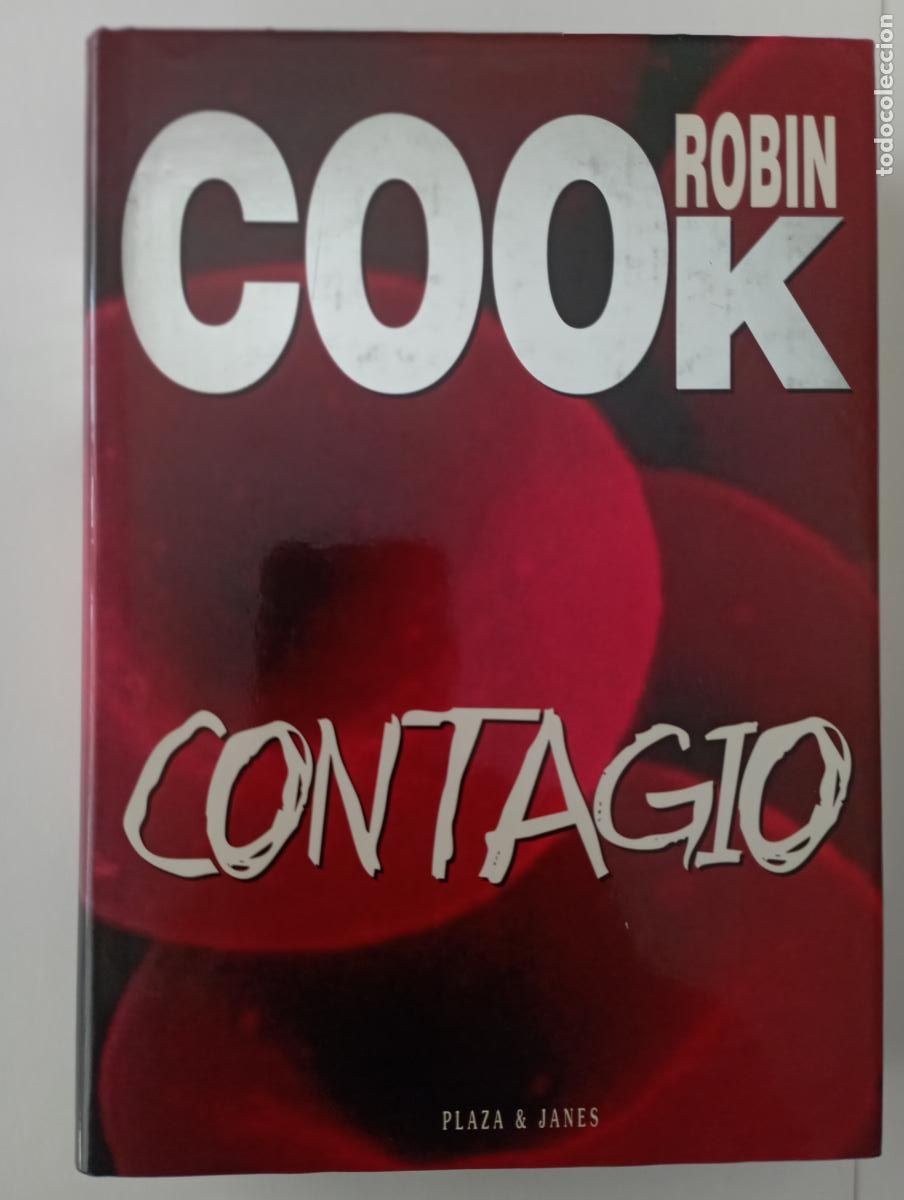 COOK
ROBIN
CONTAGIO
PLAZA & JANES
todocoleccion